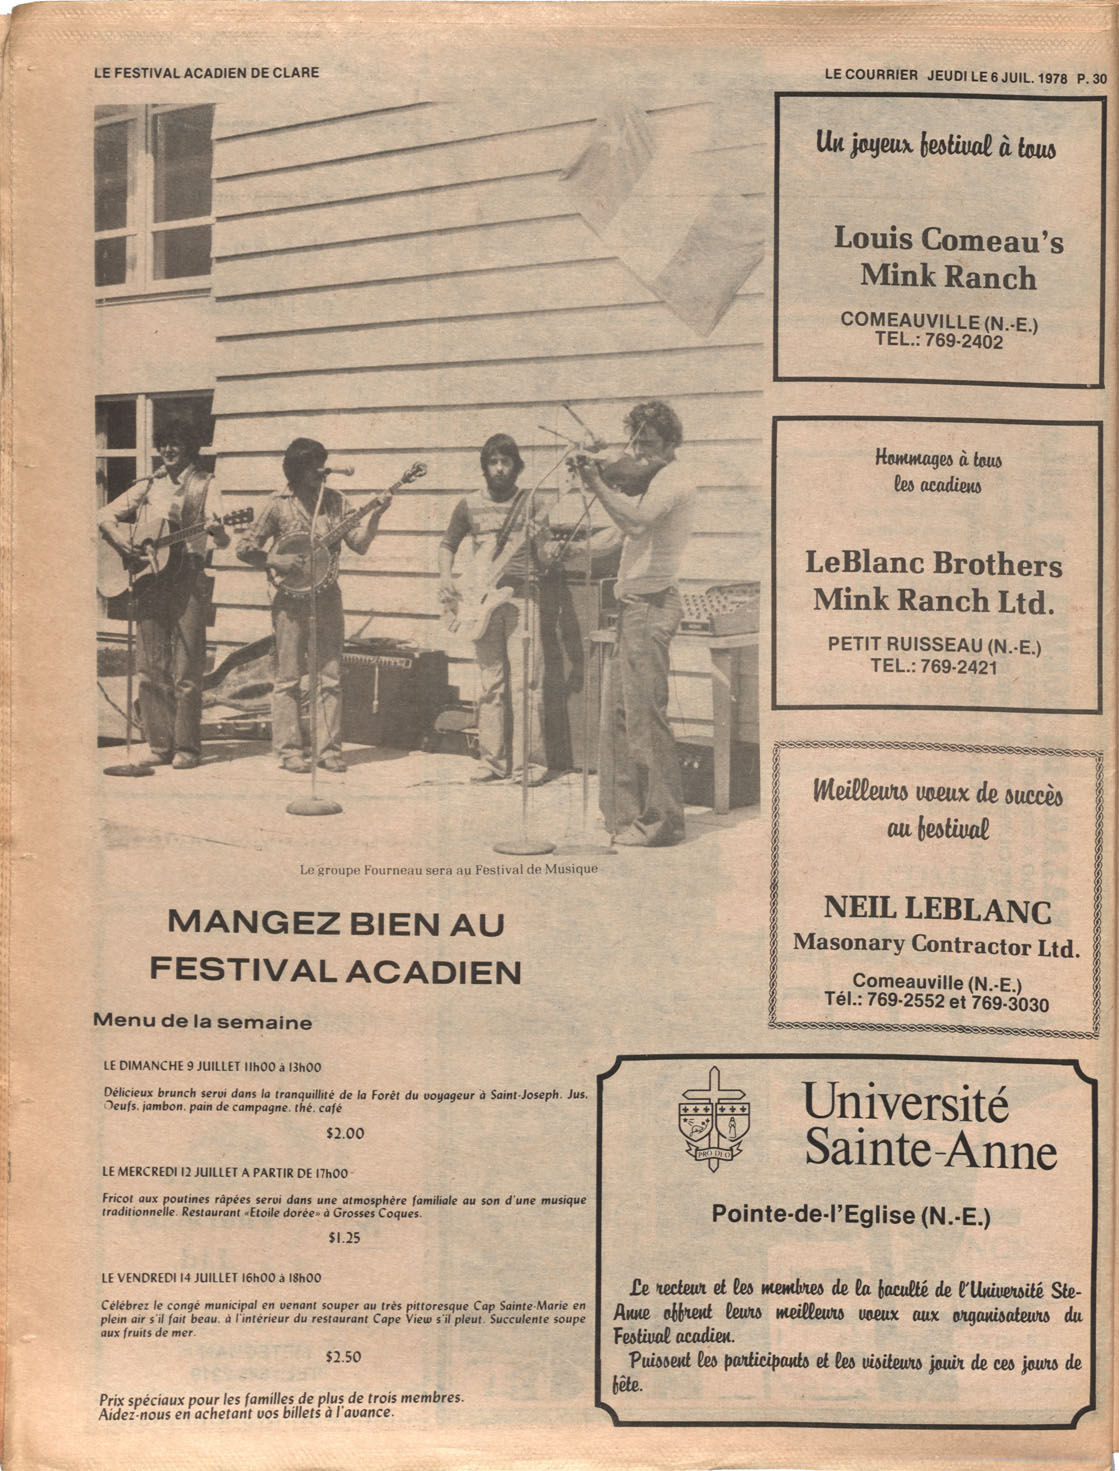 LE FESTIVAL ACADIEN DE CLARE
LE COURRIER JEUDI LE 6 JUIL. 1978 P. 30
Le groupe Fourneau sera au Festival de Musique
MANGEZ BIEN AU
FESTIVAL ACADIEN
Menu de la semaine
LE DIMANCHE 9 JUILLET 11h00 à 13h00
Délicieux brunch servi dans la tranquillité de la Forêt du voyageur à Saint-Joseph. Jus,
Oeufs, jambon, pain de campagne, thé, café
$2.00
LE MERCREDI 12 JUILLET A PARTIR DE 17h00
Fricot aux poutines râpées servi dans une atmosphère familiale au son d'une musique
traditionnelle. Restaurant «Etoile dorée» à Grosses Coques.
$1.25
LE VENDREDI 14 JUILLET 16h00 à 18h00
Célébrez le congé municipal en venant souper au très pittoresque Cap Sainte-Marie en
plein air s'il fait beau, à l'intérieur du restaurant Cape View s'il pleut. Succulente soupe
aux fruits de mer.
$2.50
Prix spéciaux pour les familles de plus de trois membres.
Aidez-nous en achetant vos billets à l'avance.
Un joyeux festival à tous
Louis Comeau's
Mink Ranch
COMEAUVILLE (N.-E.)
TEL.: 769-2402
Hommages à tous
les acadiens
LeBlanc Brothers
Mink Ranch Ltd.
PETIT RUISSEAU (N.-E.)
TEL.: 769-2421
Meilleurs voeux de succès
au festival
NEIL LEBLANC
Masonary Contractor Ltd.
Comeauville (N.-E.)
Tél.: 769-2552 et 769-3030
PRO DEO
Université
Sainte-Anne
Pointe-de-l'Eglise (N.-E.)
Le recteur et les membres de la faculté de l'Université Ste-
Anne offrent leurs meilleurs voeux aux organisateurs du
Festival acadien.
Puissent les participants et les visiteurs jouir de ces jours de
fête.